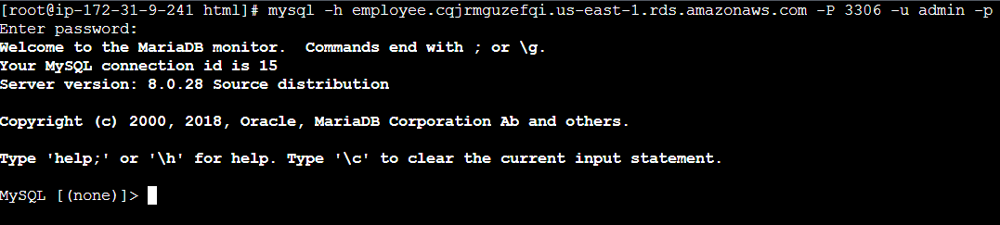 [root@ip-172-31-9-241 html]# mysql -h employee.cqjrmguzefqi.us-east-1.rds.amazonaws.com -P 3306 -u admin -p
Enter password:
Welcome to the MariaDB monitor.  Commands end with ; or \g.
Your MySQL connection id is 15
Server version: 8.0.28 Source distribution
Copyright (c) 2000, 2018, Oracle, MariaDB Corporation Ab and others.
Type 'help;' or '\h' for help. Type '\c' to clear the current input statement.
MySQL [(none)]>